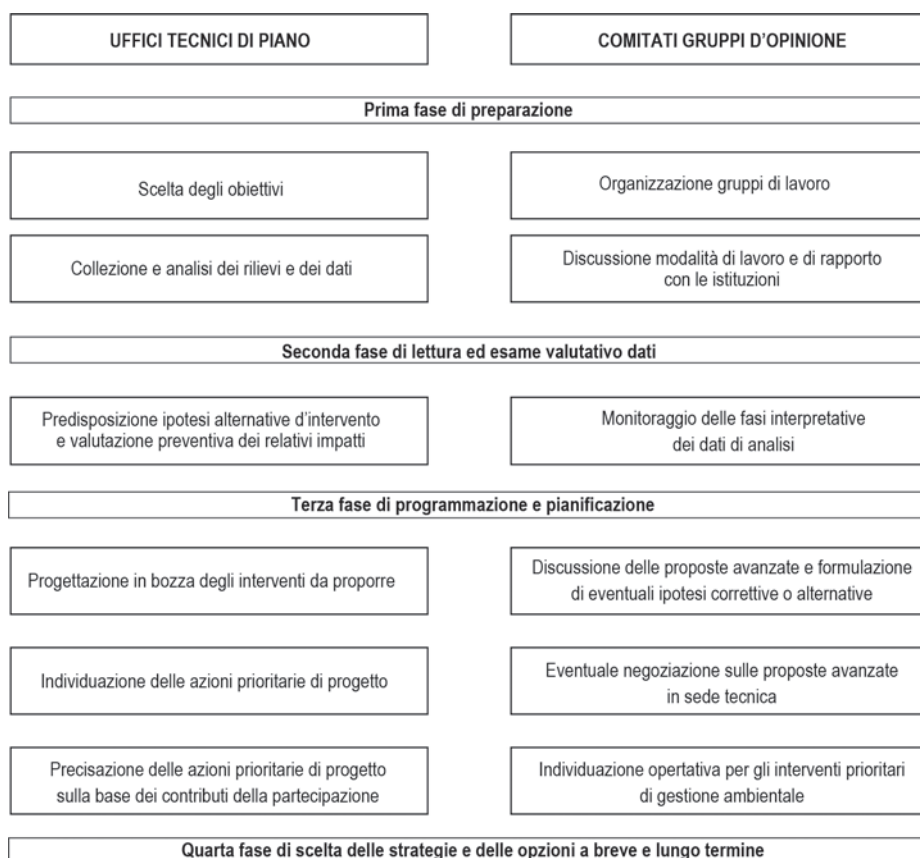 UFFICI TECNICI DI PIANO
COMITATI GRUPPI D'OPINIONE
Prima fase di preparazione
Scelta degli obiettivi
Organizzazione gruppi di lavoro
Collezione e analisi dei rilievi e dei dati
Discussione modalità di lavoro e di rapporto
con le istituzioni
Seconda fase di lettura ed esame valutativo dati
Predisposizione ipotesi alternative d'intervento
e valutazione preventiva dei relativi impatti
Monitoraggio delle fasi interpretative
dei dati di analisi
Terza fase di programmazione e pianificazione
Progettazione in bozza degli interventi da proporre
Discussione delle proposte avanzate e formulazione
di eventuali ipotesi correttive o alternative
Individuazione delle azioni prioritarie di progetto
Eventuale negoziazione sulle proposte avanzate
in sede tecnica
Precisazione delle azioni prioritarie di progetto
sulla base dei contributi della partecipazione
Individuazione opertativa per gli interventi prioritari
di gestione ambientale
Quarta fase di scelta delle strategie e delle opzioni a breve e lungo termine